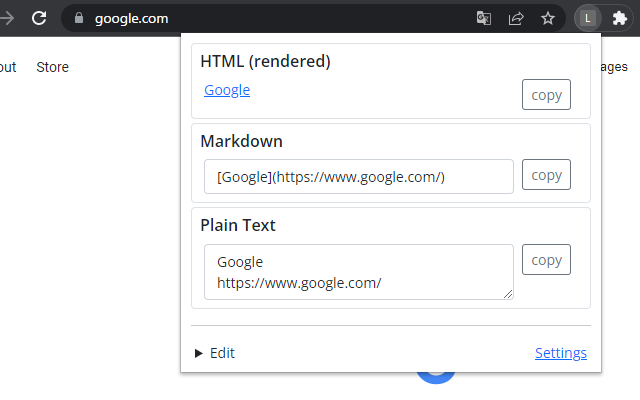 google.com
L
out
Store
ages
HTML (rendered)
Google
copy
Markdown
[Google](https://www.google.com/)
copy
Plain Text
Google
https://www.google.com/
copy
Edit
Settings